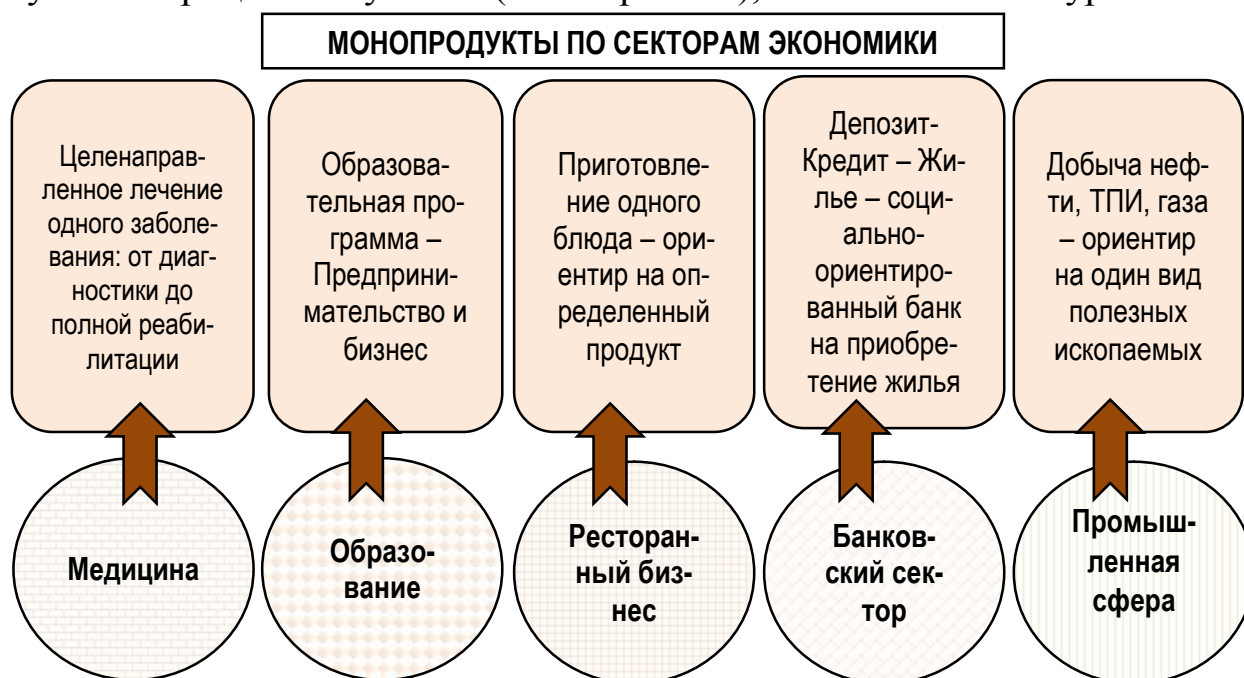 МОНОПРОДУКТЫ ПО СЕКТОРАМ ЭКОНОМИКИ
Целенаправ-
ленное лечение
одного заболе-
вания: от диаг-
ностики до
полной реаби-
литации
Образова-
тельная про-
грамма –
Предприни-
мательство и
бизнес
Приготовле-
ние одного
блюда – ори-
ентир на оп-
ределенный
продукт
Депозит-
Кредит – Жи-
лье – соци-
ально-
ориентиро-
ванный банк
на приобре-
тение жилья
Добыча неф-
ти, ТПИ, газа
– ориентир
на один вид
полезных
ископаемых
Медицина
Образо-
вание
Ресторан-
ный биз-
нес
Банков-
ский сек-
тор
Промыш-
ленная
сфера